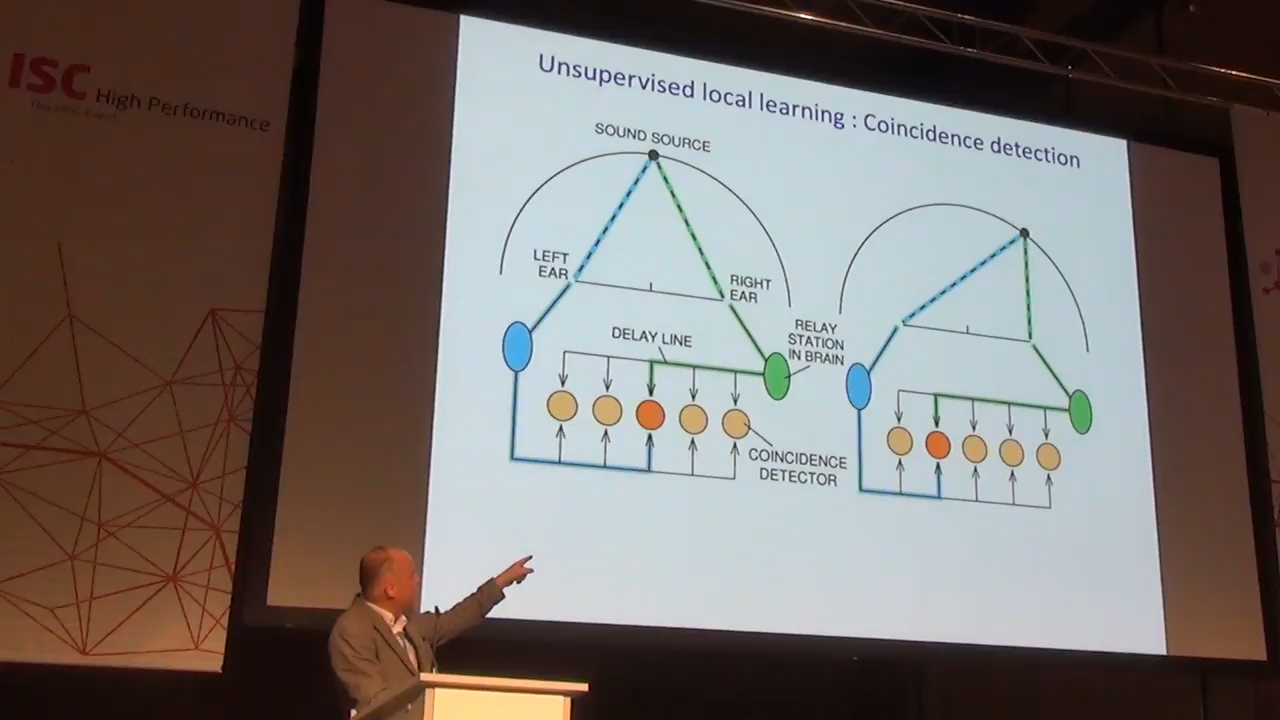 ISC High Performance
Unsupervised local learning : Coincidence detection
SOUND SOURCE
LEFT
EAR
RIGHT
EAR
DELAY LINE
RELAY
STATION
IN BRAIN
COINCIDENCE
DETECTOR